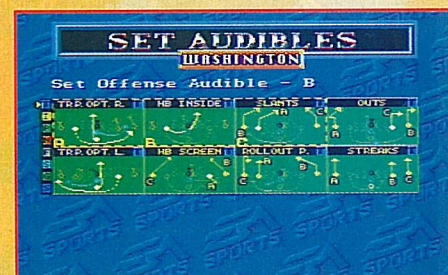 SET AUDIBLES
WASHINGTON
Set Offense Audible - B
TRP. OPT. R. HB INSIDE SLANTS OUTS
A B C A B C A B
TRP. OPT. L. HB SCREEN ROLLOUT P. STREAKS
C A B C A B B A C
EA SPORTS